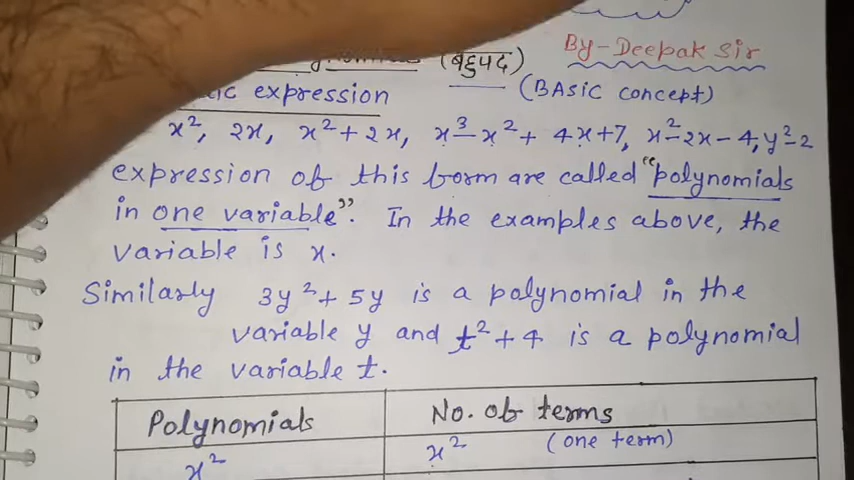 (बहुपद) By-Deepak Sir
expression (BASic concept)
x², 2x, x²+2x, x³-x²+4x+7, x²-2x-4, y²-2
expression of this form are called "polynomials
in one variable". In the examples above, the
variable is x.
Similarly 3y²+5y is a polynomial in the
variable y and t²+4 is a polynomial
in the variable t.
Polynomials No. of terms
x² x² (one term)